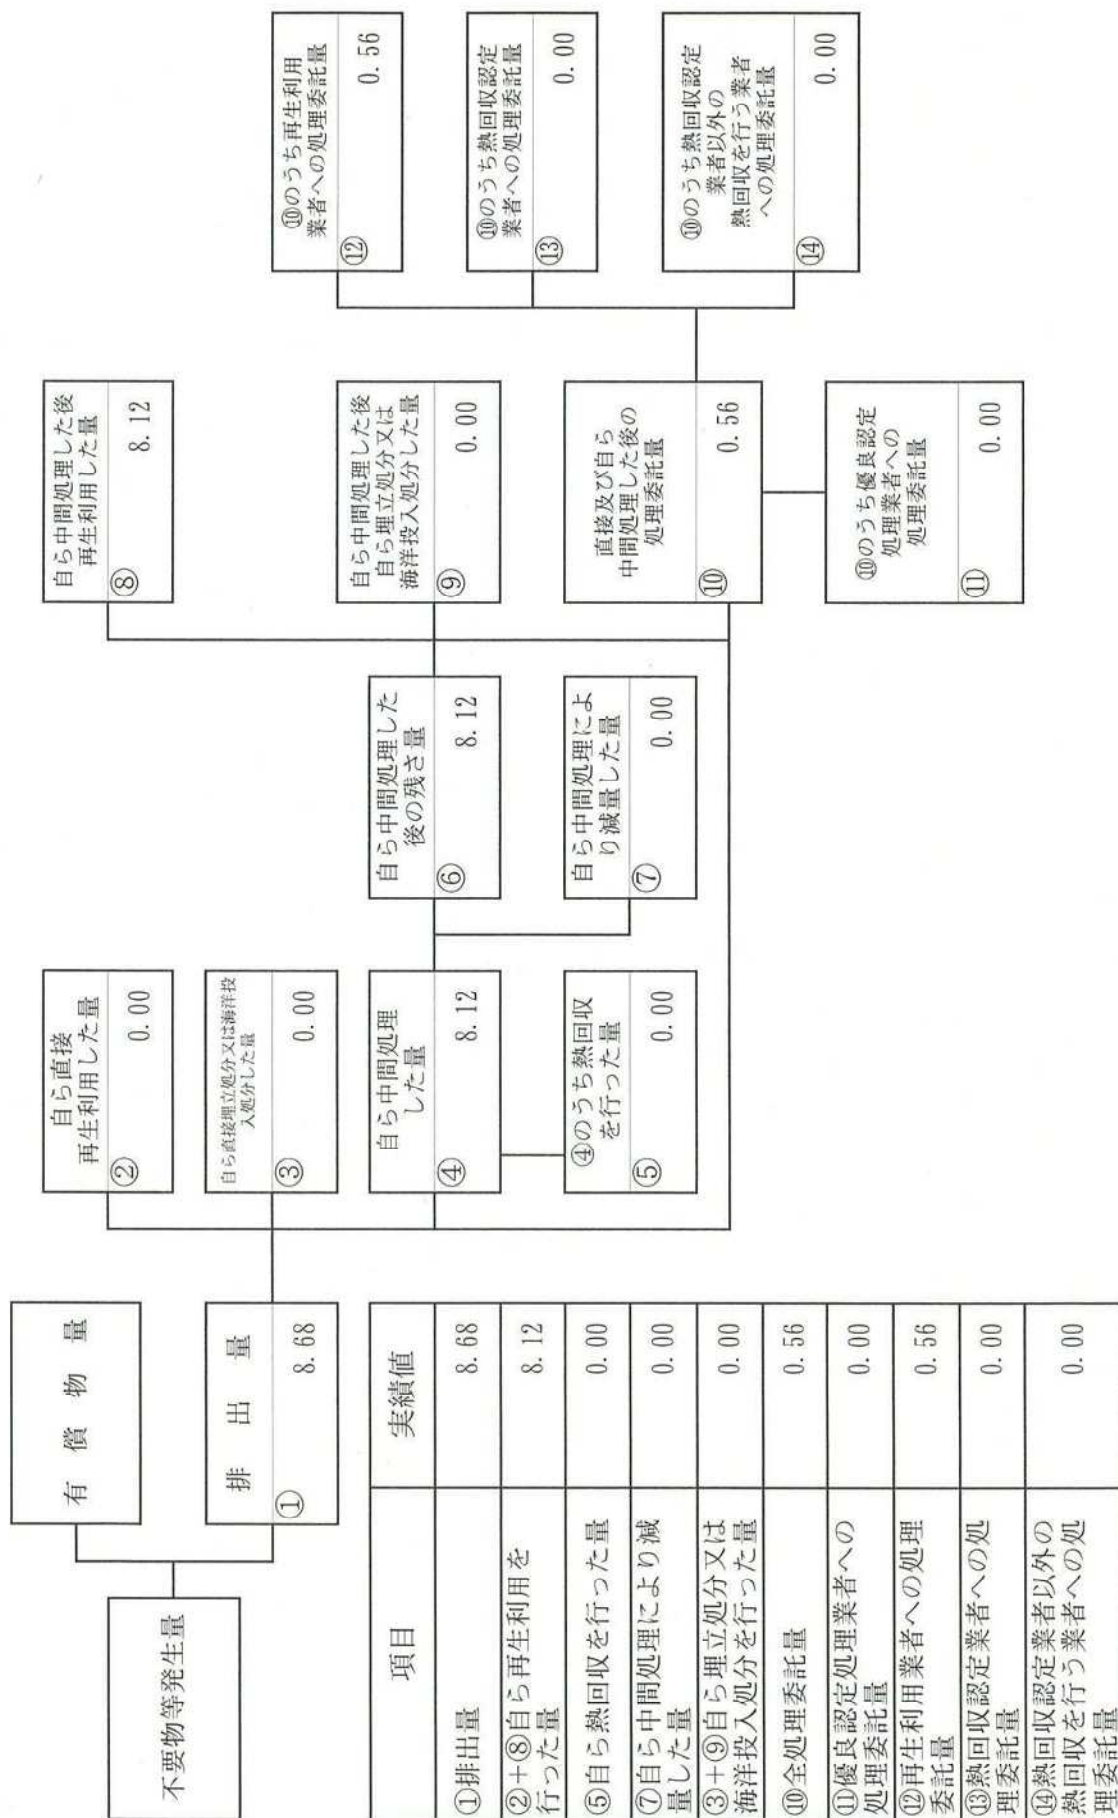 不要物等発生量
有償物量
排出量
①
8.68
自ら直接
再生利用した量
②
0.00
自ら直接埋立処分又は海洋投
入処分した量
③
0.00
自ら中間処理
した量
④
8.12
④のうち熱回収
を行った量
⑤
0.00
自ら中間処理した
後の残さ量
⑥
8.12
自ら中間処理によ
り減量した量
⑦
0.00
自ら中間処理した後
再生利用した量
⑧
8.12
自ら中間処理した後
自ら埋立処分又は
海洋投入処分した量
⑨
0.00
直接及び自ら
中間処理した後の
処理委託量
⑩
0.56
⑩のうち優良認定
処理業者への
処理委託量
⑪
0.00
⑩のうち再生利用
業者への処理委託量
⑫
0.56
⑩のうち熱回収認定
業者への処理委託量
⑬
0.00
⑩のうち熱回収認定
業者以外の
熱回収を行う業者
への処理委託量
⑭
0.00
項目 実績値
①排出量 8.68
②+⑧自ら再生利用を
行った量 8.12
⑤自ら熱回収を行った量 0.00
⑦自ら中間処理により減
量した量 0.00
③+⑨自ら埋立処分又は
海洋投入処分を行った量 0.00
⑩全処理委託量 0.56
⑪優良認定処理業者への
処理委託量 0.00
⑫再生利用業者への処理
委託量 0.56
⑬熱回収認定業者への処
理委託量 0.00
⑭熱回収認定業者以外の
熱回収を行う業者への処
理委託量 0.00